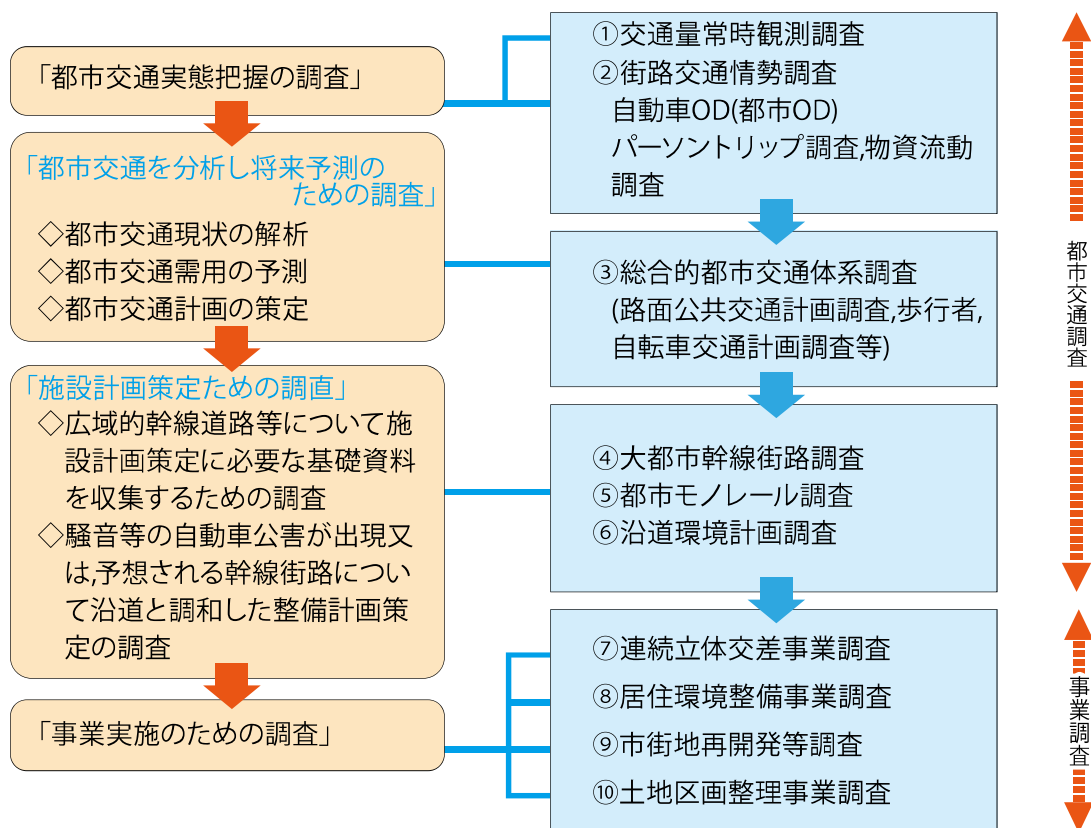 「都市交通実態把握の調査」
「都市交通を分析し将来予測の
ための調査」
◇都市交通現状の解析
◇都市交通需用の予測
◇都市交通計画の策定
「施設計画策定ための調直」
◇広域的幹線道路等について施
設計画策定に必要な基礎資料
を収集するための調査
◇騒音等の自動車公害が出現又
は,予想される幹線街路につい
て沿道と調和した整備計画策
定の調査
「事業実施のための調査」
①交通量常時観測調査
②街路交通情勢調査
自動車OD(都市OD)
パーソントリップ調査,物資流動
調査
③総合的都市交通体系調査
(路面公共交通計画調査,歩行者,
自転車交通計画調査等)
④大都市幹線街路調査
⑤都市モノレール調査
⑥沿道環境計画調査
⑦連続立体交差事業調査
⑧居住環境整備事業調査
⑨市街地再開発等調査
⑩土地区画整理事業調査
都市交通調査
事業調査